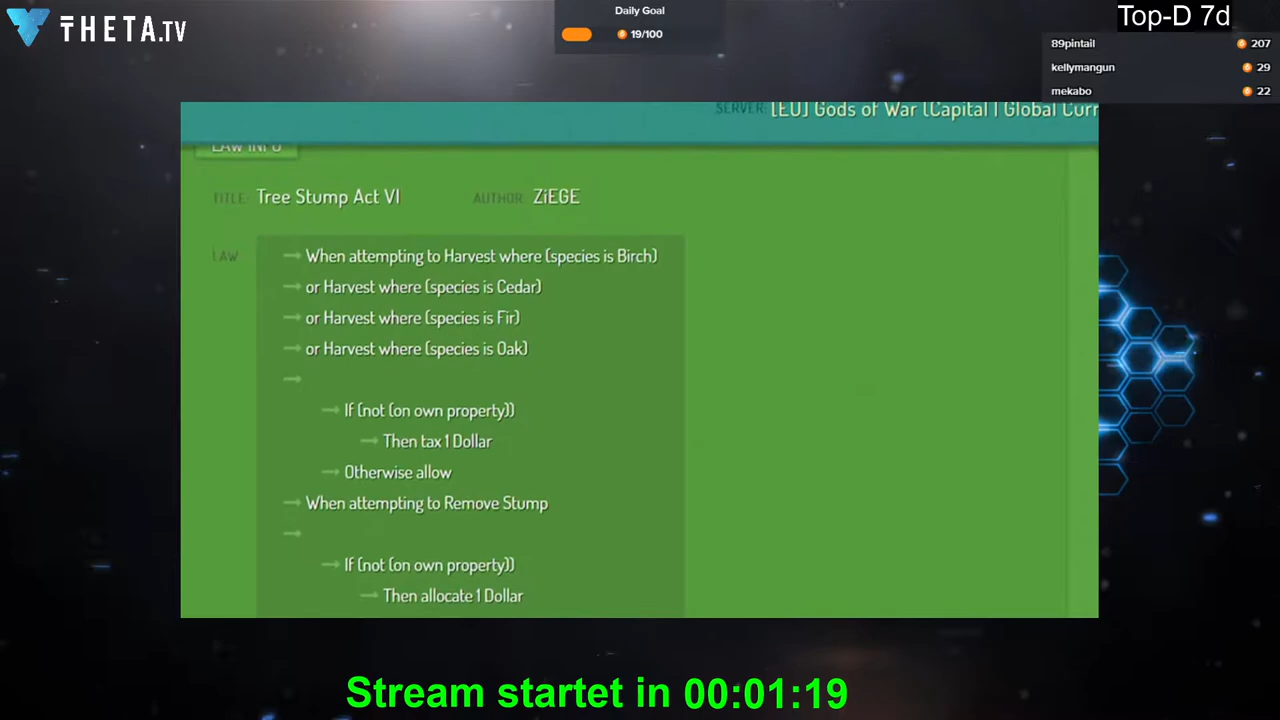 THETA.TV
Daily Goal
19/100
Top-D 7d
89pintail 207
kellymangun 29
mekabo 22
SERVER: [EU] Gods of War (Capital | Global Curr
LAW INFO
TITLE: Tree Stump Act VI AUTHOR: ZiEGE
LAW
When attempting to Harvest where (species is Birch)
or Harvest where (species is Cedar)
or Harvest where (species is Fir)
or Harvest where (species is Oak)
If (not (on own property))
Then tax 1 Dollar
Otherwise allow
When attempting to Remove Stump
If (not (on own property))
Then allocate 1 Dollar
Stream startet in 00:01:19